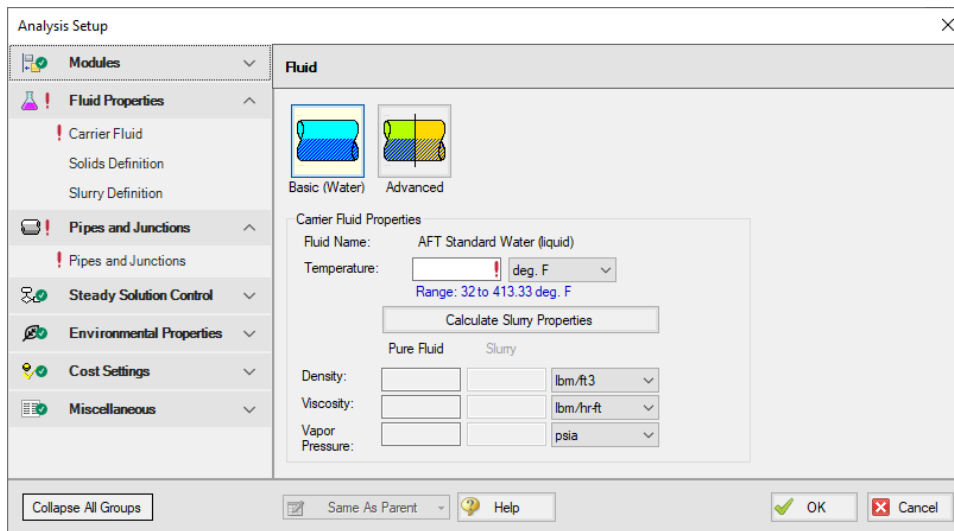 Analysis Setup
Modules
Fluid Properties
Carrier Fluid
Solids Definition
Slurry Definition
Pipes and Junctions
Pipes and Junctions
Steady Solution Control
Environmental Properties
Cost Settings
Miscellaneous
Fluid
Basic (Water) Advanced
Carrier Fluid Properties
Fluid Name: AFT Standard Water (liquid)
Temperature: deg. F
Range: 32 to 413.33 deg. F
Calculate Slurry Properties
Pure Fluid Slurry
Density: lbm/ft3
Viscosity: lbm/hr-ft
Vapor
Pressure: psia
Collapse All Groups Same As Parent Help OK Cancel